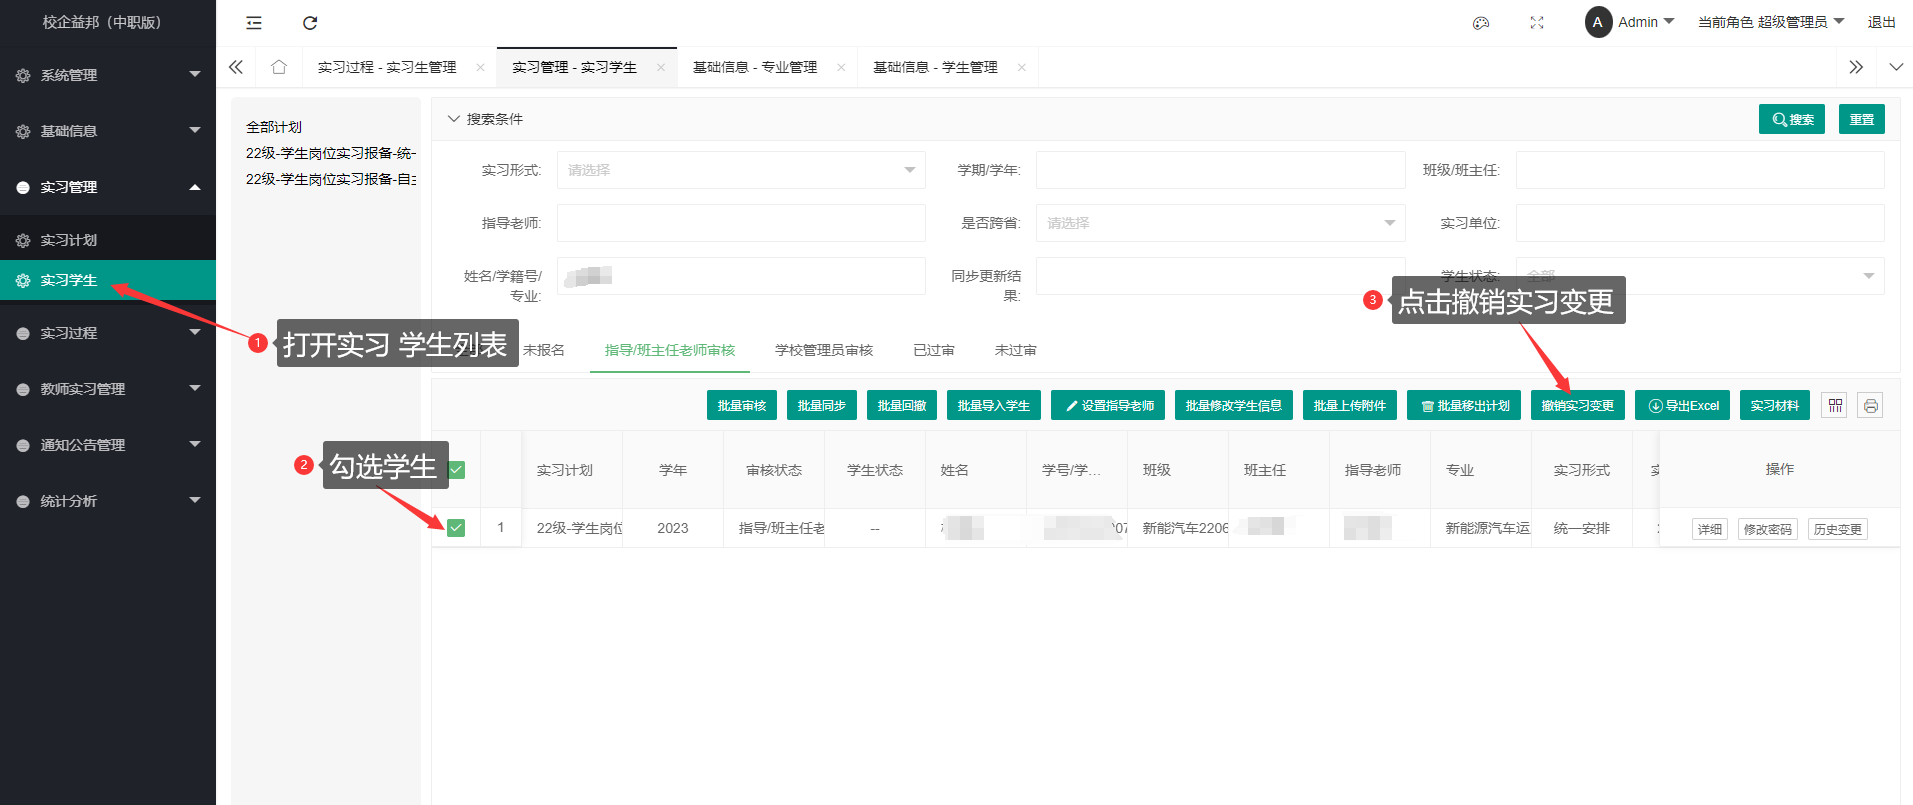 校企益邦（中职版）
A Admin 当前角色 超级管理员 退出
系统管理
基础信息
实习管理
实习计划
实习学生
实习过程
教师实习管理
通知公告管理
统计分析
实习过程 - 实习生管理
实习管理 - 实习学生
基础信息 - 专业管理
基础信息 - 学生管理
全部计划
22级-学生岗位实习报备-统一
22级-学生岗位实习报备-自主
搜索条件
搜索 重置
实习形式: 请选择 学期/学年: 班级/班主任:
指导老师: 是否跨省: 请选择 实习单位:
姓名/学籍号/专业: 同步更新结果: 学生状态: 全部
3 点击撤销实习变更
1 打开实习 学生列表
未报名 指导/班主任老师审核 学校管理员审核 已过审 未过审
批量审核 批量同步 批量回撤 批量导入学生 设置指导老师 批量修改学生信息 批量上传附件 批量移出计划 撤销实习变更 导出Excel 实习材料
2 勾选学生
实习计划 学年 审核状态 学生状态 姓名 学号/学... 班级 班主任 指导老师 专业 实习形式 实 操作
1 22级-学生岗位 2023 指导/班主任老 -- 07 新能汽车2206 新能源汽车运 统一安排 详细 修改密码 历史变更